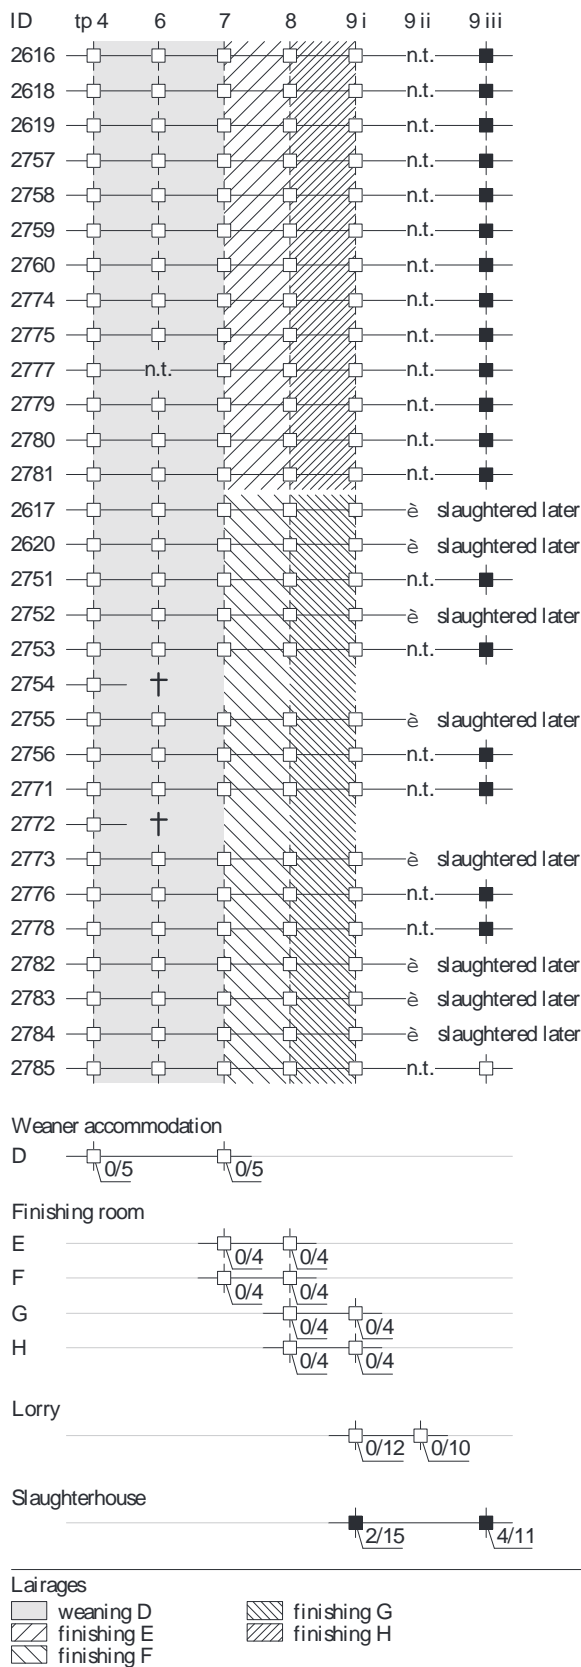 ID tp 4 6 7 8 9 i 9 ii 9 iii
2616 n.t.
2618 n.t.
2619 n.t.
2757 n.t.
2758 n.t.
2759 n.t.
2760 n.t.
2774 n.t.
2775 n.t.
2777 n.t. n.t.
2779 n.t.
2780 n.t.
2781 n.t.
2617 è slaughtered later
2620 è slaughtered later
2751 n.t.
2752 è slaughtered later
2753 n.t.
2754 †
2755 è slaughtered later
2756 n.t.
2771 n.t.
2772 †
2773 è slaughtered later
2776 n.t.
2778 n.t.
2782 è slaughtered later
2783 è slaughtered later
2784 è slaughtered later
2785 n.t.
Weaner accommodation
D 0/5 0/5
Finishing room
E 0/4 0/4
F 0/4 0/4
G 0/4 0/4
H 0/4 0/4
Lorry
0/12 0/10
Slaughterhouse
2/15 4/11
Lairages
weaning D finishing G
finishing E finishing H
finishing F